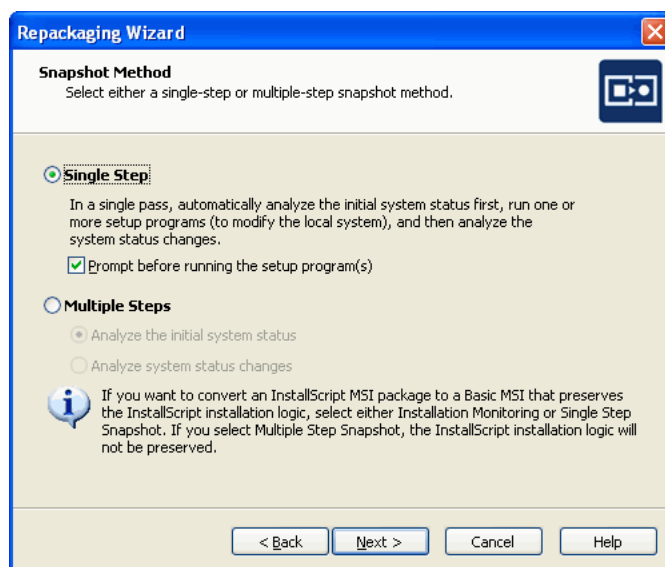 Repackaging Wizard
Snapshot Method
Select either a single-step or multiple-step snapshot method.
Single Step
In a single pass, automatically analyze the initial system status first, run one or
more setup programs (to modify the local system), and then analyze the
system status changes.
Prompt before running the setup program(s)
Multiple Steps
Analyze the initial system status
Analyze system status changes
If you want to convert an InstallScript MSI package to a Basic MSI that preserves
the InstallScript installation logic, select either Installation Monitoring or Single Step
Snapshot. If you select Multiple Step Snapshot, the InstallScript installation logic will
not be preserved.
< Back Next > Cancel Help